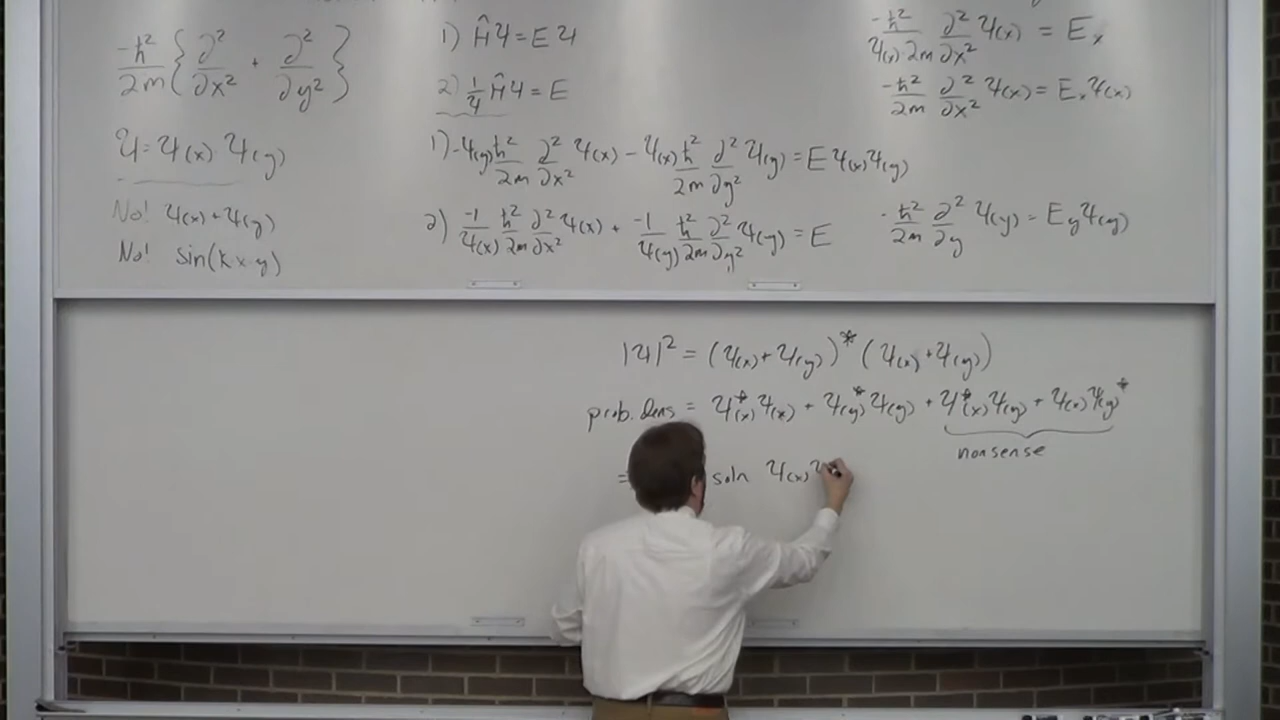 -ħ²/2m {∂²/∂x² + ∂²/∂y²}
Ψ = Ψ(x) Ψ(y)
No! Ψ(x) + Ψ(y)
No! sin(kx·y)
1) ĤΨ = EΨ
2) 1/Ψ ĤΨ = E
1) -Ψ(y) ħ²/2m ∂²/∂x² Ψ(x) - Ψ(x) ħ²/2m ∂²/∂y² Ψ(y) = E Ψ(x)Ψ(y)
2) -1/Ψ(x) ħ²/2m ∂²/∂x² Ψ(x) + -1/Ψ(y) ħ²/2m ∂²/∂y² Ψ(y) = E
-ħ²/Ψ(x)·2m ∂²/∂x² Ψ(x) = Eₓ
-ħ²/2m ∂²/∂x² Ψ(x) = Eₓ Ψ(x)
-ħ²/2m ∂²/∂y Ψ(y) = E_y Ψ(y)
|Ψ|² = (Ψ(x) + Ψ(y))* (Ψ(x) + Ψ(y))
prob. dens = Ψ*(x)Ψ(x) + Ψ(y)*Ψ(y) + Ψ*(x)Ψ(y) + Ψ(x)Ψ(y)*
nonsense
soln Ψ(x)